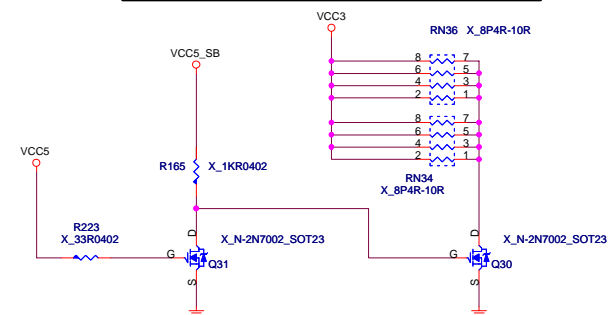 VCC3
RN36 X_8P4R-10R
VCC5_SB
8 7
6 5
4 3
2 1
8 7
6 5
4 3
2 1
VCC5
R165 X_1KR0402
RN34
X_8P4R-10R
R223
X_33R0402
D X_N-2N7002_SOT23
D X_N-2N7002_SOT23
G Q31
G Q30
S
S